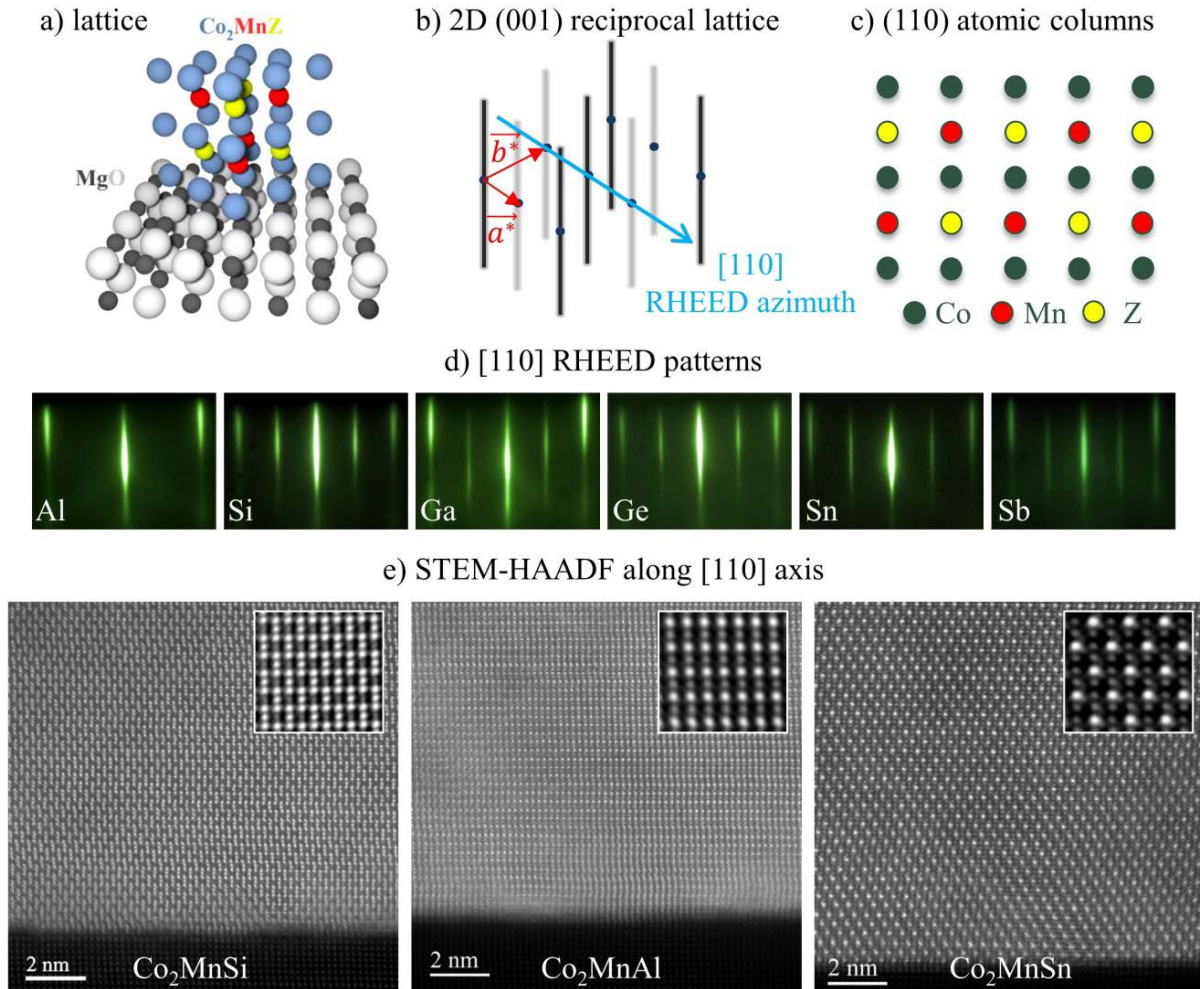 a) lattice
b) 2D (001) reciprocal lattice
c) (110) atomic columns
Co₂MnZ
MgO
b*
a*
[110]
RHEED azimuth
Co Mn Z
d) [110] RHEED patterns
Al Si Ga Ge Sn Sb
e) STEM-HAADF along [110] axis
2 nm Co₂MnSi
2 nm Co₂MnAl
2 nm Co₂MnSn